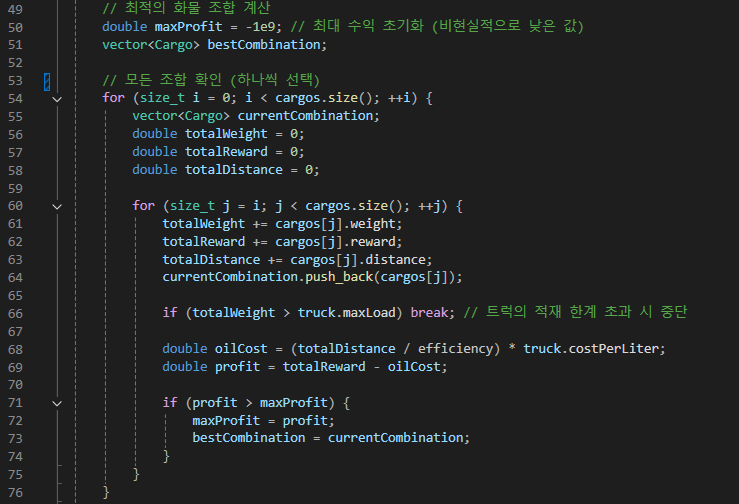 49 // 최적의 화물 조합 계산
50 double maxProfit = -1e9; // 최대 수익 초기화 (비현실적으로 낮은 값)
51 vector<Cargo> bestCombination;
52
53 // 모든 조합 확인 (하나씩 선택)
54 for (size_t i = 0; i < cargos.size(); ++i) {
55 vector<Cargo> currentCombination;
56 double totalWeight = 0;
57 double totalReward = 0;
58 double totalDistance = 0;
59
60 for (size_t j = i; j < cargos.size(); ++j) {
61 totalWeight += cargos[j].weight;
62 totalReward += cargos[j].reward;
63 totalDistance += cargos[j].distance;
64 currentCombination.push_back(cargos[j]);
65
66 if (totalWeight > truck.maxLoad) break; // 트럭의 적재 한계 초과 시 중단
67
68 double oilCost = (totalDistance / efficiency) * truck.costPerLiter;
69 double profit = totalReward - oilCost;
70
71 if (profit > maxProfit) {
72 maxProfit = profit;
73 bestCombination = currentCombination;
74 }
75 }
76 }